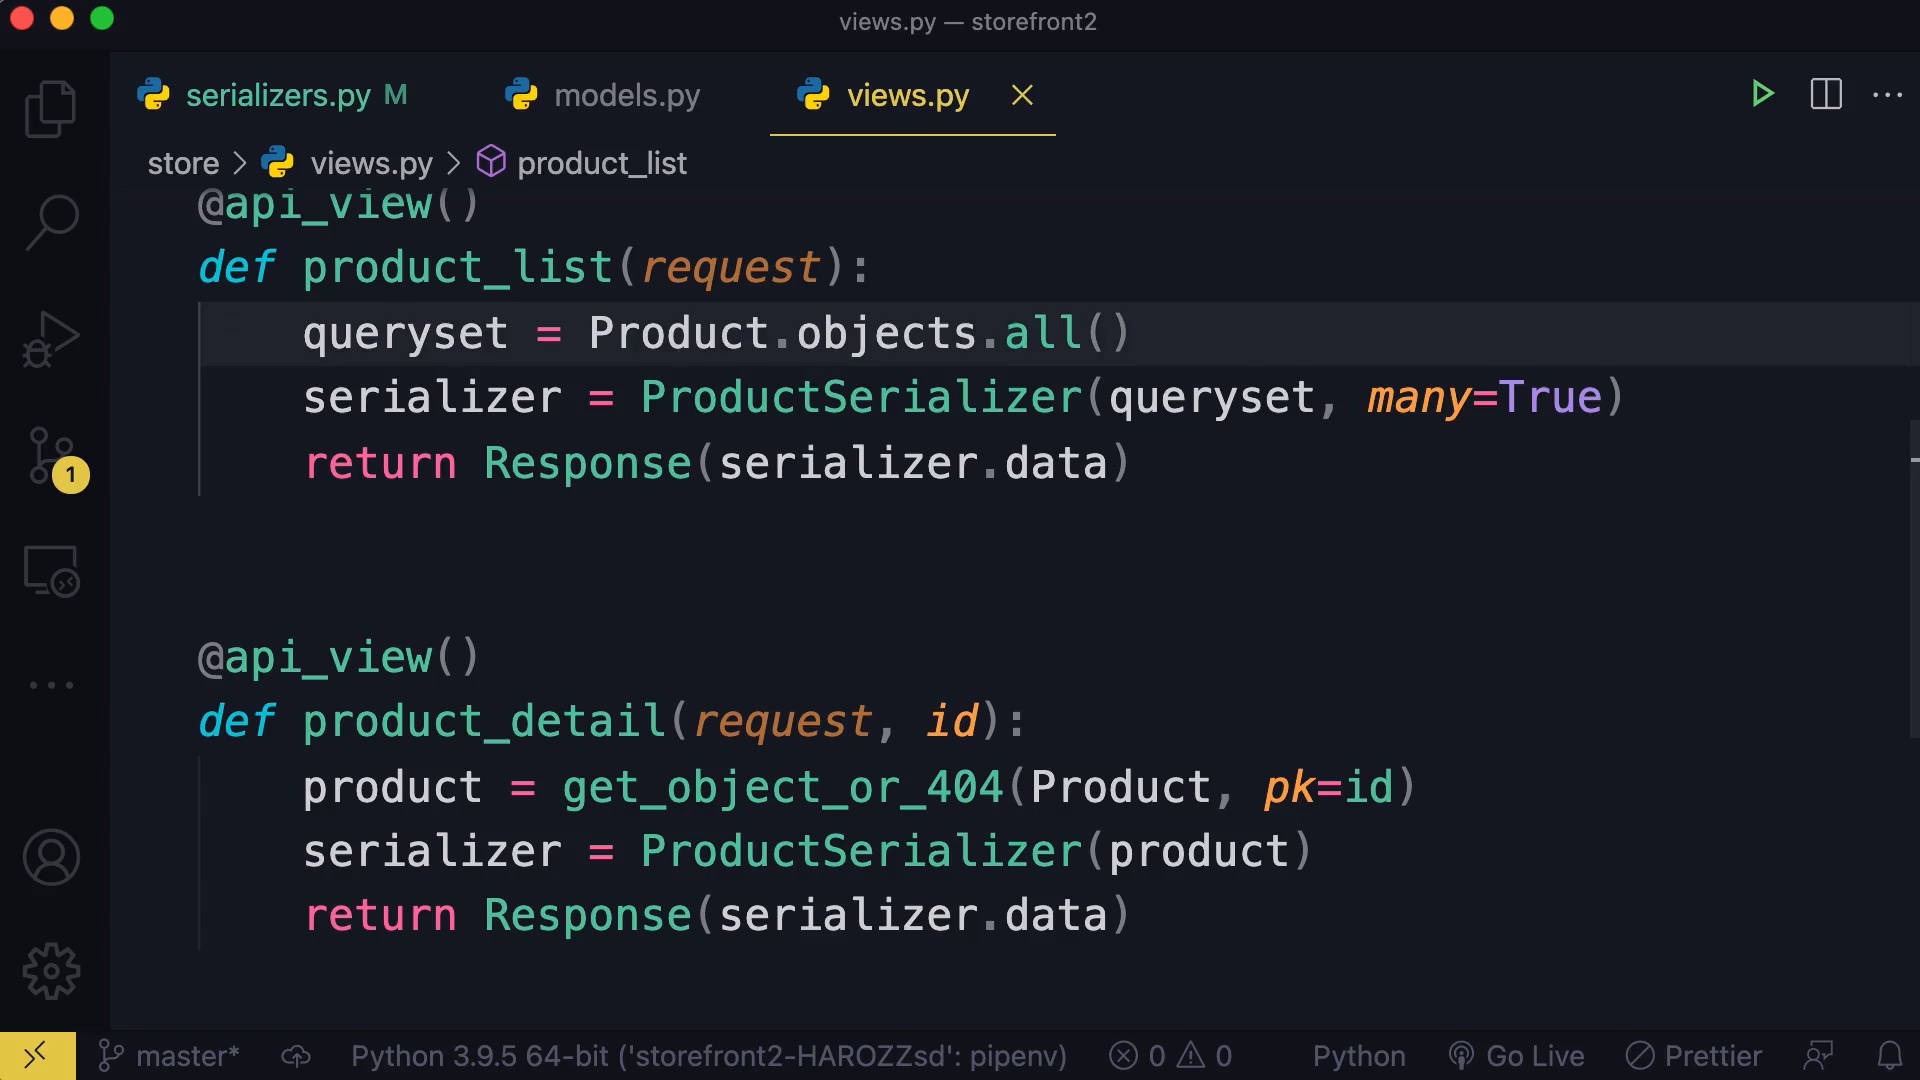 views.py — storefront2
serializers.py M models.py views.py
store > views.py > product_list
@api_view()
def product_list(request):
queryset = Product.objects.all()
serializer = ProductSerializer(queryset, many=True)
return Response(serializer.data)
@api_view()
def product_detail(request, id):
product = get_object_or_404(Product, pk=id)
serializer = ProductSerializer(product)
return Response(serializer.data)
1
master* Python 3.9.5 64-bit ('storefront2-HAROZZsd': pipenv) 0 0 Python Go Live Prettier